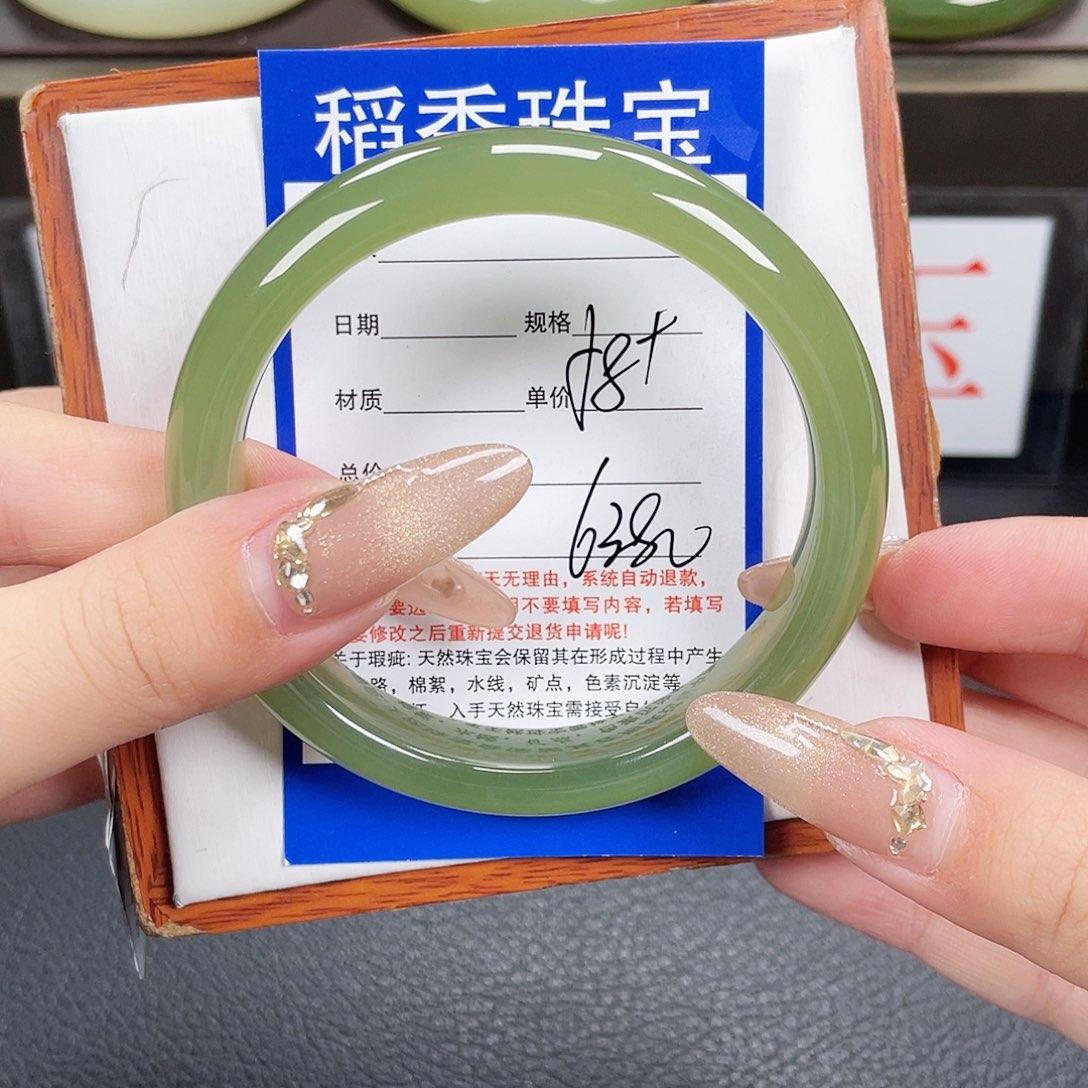 稻香珠宝
日期 规格 58+
材质 单价
总价
6380
天无理由，系统自动退款，
不要填写内容，若填写
修改之后重新提交退货申请呢!
关于瑕疵: 天然珠宝会保留其在形成过程中产生
路，棉絮，水线，矿点，色素沉淀等
入手天然珠宝需接受自